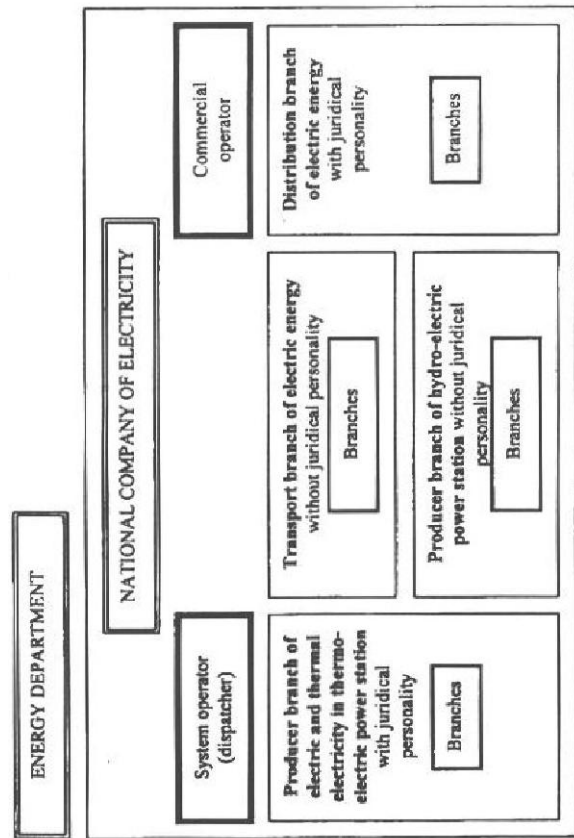 ENERGY DEPARTMENT
NATIONAL COMPANY OF ELECTRICITY
System operator
(dispatcher)
Commercial
operator
Producer branch of
electric and thermal
electricity in thermo-
electric power station
with juridical
personality
Branches
Transport branch of electric energy
without juridical personality
Branches
Producer branch of hydro-electric
power station without juridical
personality
Branches
Distribution branch
of electric energy
with juridical
personality
Branches